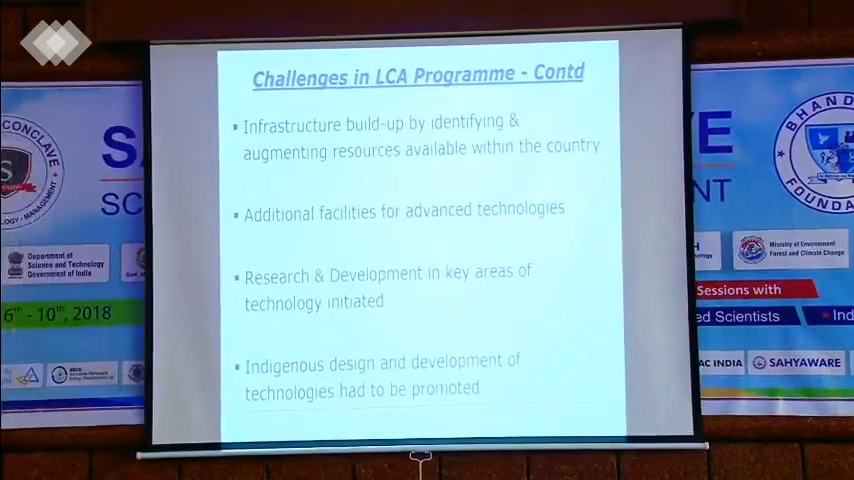 Challenges in LCA Programme - Contd
▪ Infrastructure build-up by identifying &
augmenting resources available within the country
▪ Additional facilities for advanced technologies
▪ Research & Development in key areas of
technology initiated
▪ Indigenous design and development of
technologies had to be promoted
CONCLAVE
S
Department of
Science and Technology
Government of India
6th - 10th, 2018
BHAND
FOUNDA
NT
Ministry of Environment
Forest and Climate Change
Sessions with
ed Scientists
Ind
AC INDIA
SAHYAWARE